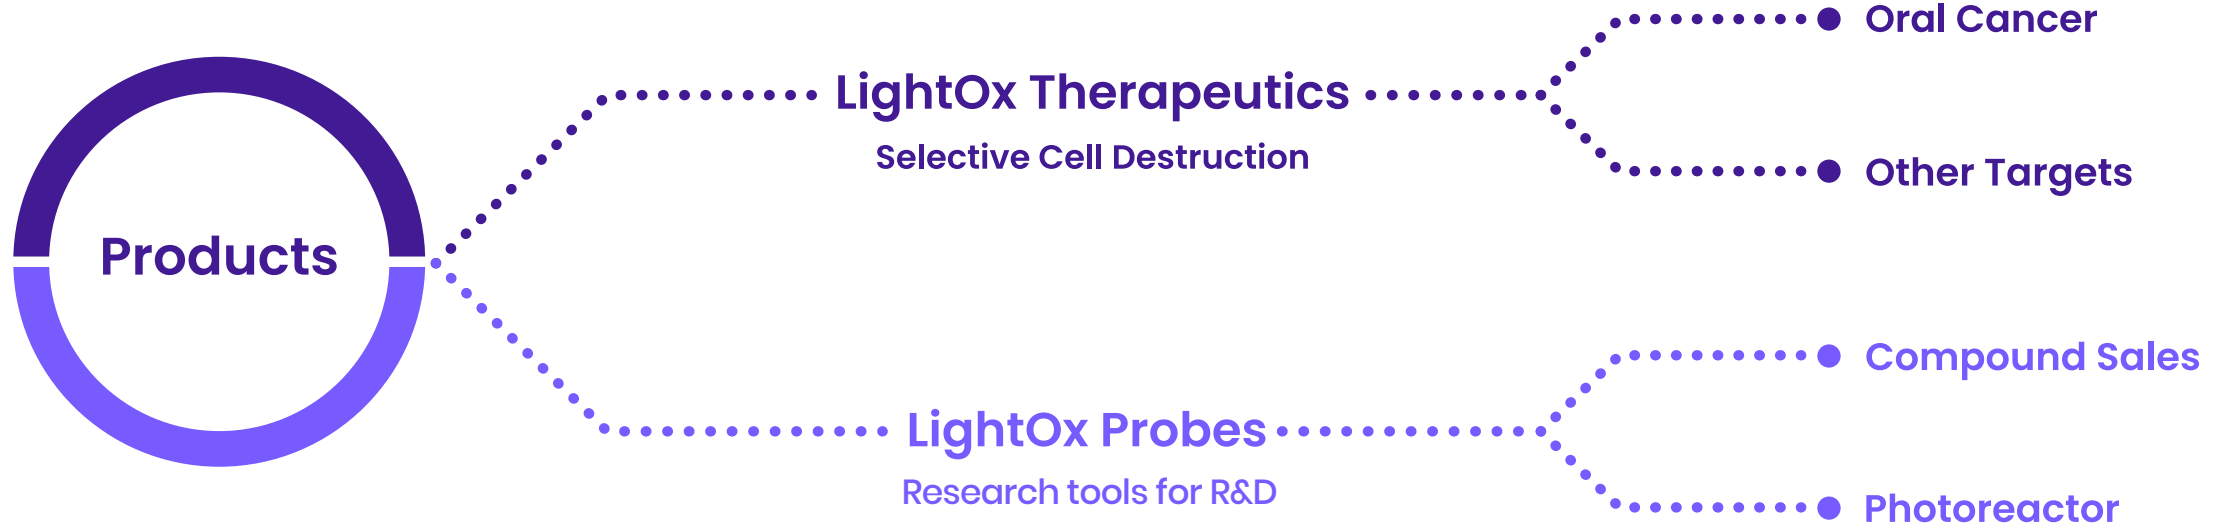 Products
LightOx Therapeutics
Selective Cell Destruction
Oral Cancer
Other Targets
LightOx Probes
Research tools for R&D
Compound Sales
Photoreactor